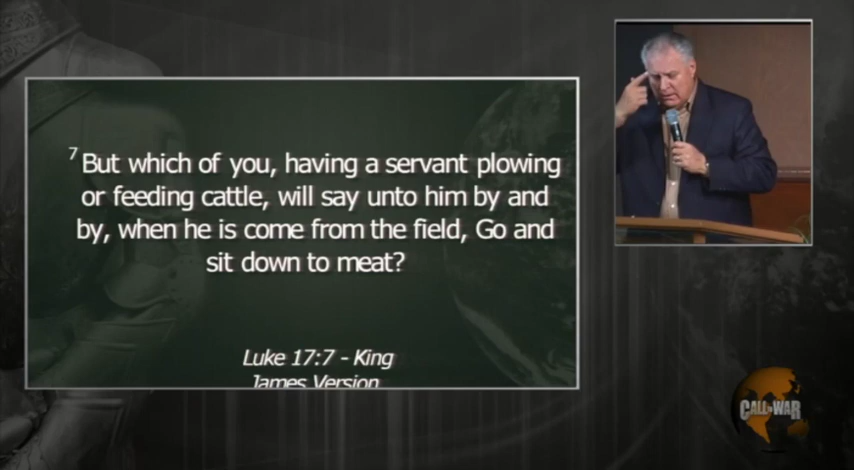 7 But which of you, having a servant plowing
or feeding cattle, will say unto him by and
by, when he is come from the field, Go and
sit down to meat?
Luke 17:7 - King
James Version
CALL TO WAR